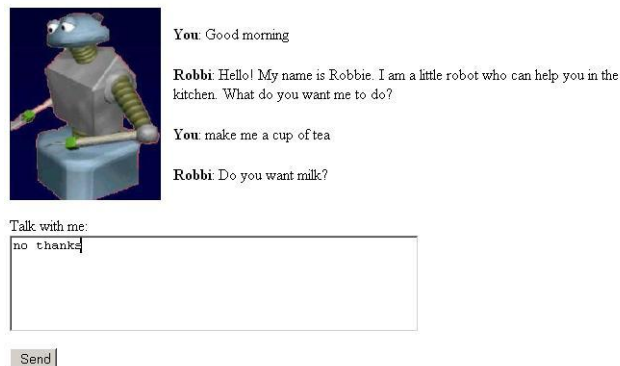 You: Good morning
Robbi: Hello! My name is Robbie. I am a little robot who can help you in the
kitchen. What do you want me to do?
You: make me a cup of tea
Robbi: Do you want milk?
Talk with me:
no thanks
Send